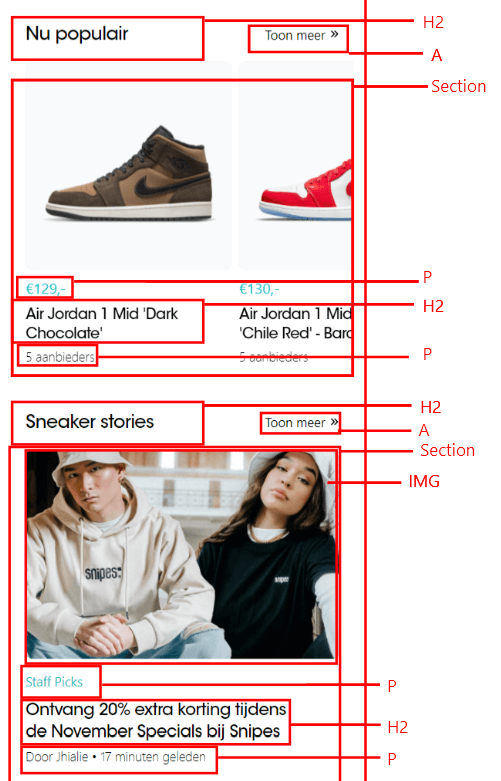 Nu populair
Toon meer »
H2
A
Section
€129,-
€130,-
P
Air Jordan 1 Mid 'Dark
Chocolate'
Air Jordan 1 Mid
'Chile Red' - Bar
H2
5 aanbieders
5 aanbieders
P
Sneaker stories
Toon meer »
H2
A
Section
IMG
snipes
snipes
Staff Picks
P
Ontvang 20% extra korting tijdens
de November Specials bij Snipes
H2
Door Jhialie • 17 minuten geleden
P